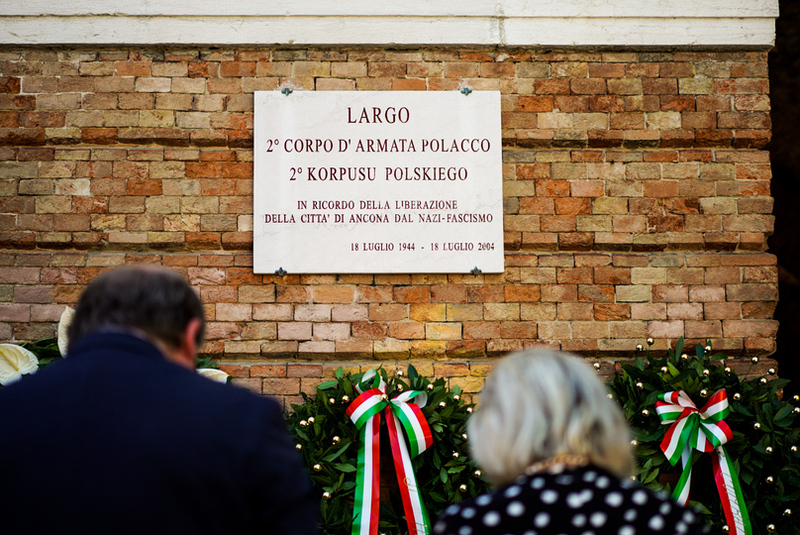 LARGO
2° CORPO D' ARMATA POLACCO
2° KORPUSU POLSKIEGO
IN RICORDO DELLA LIBERAZIONE
DELLA CITTA' DI ANCONA DAL NAZI-FASCISMO
18 LUGLIO 1944 - 18 LUGLIO 2004